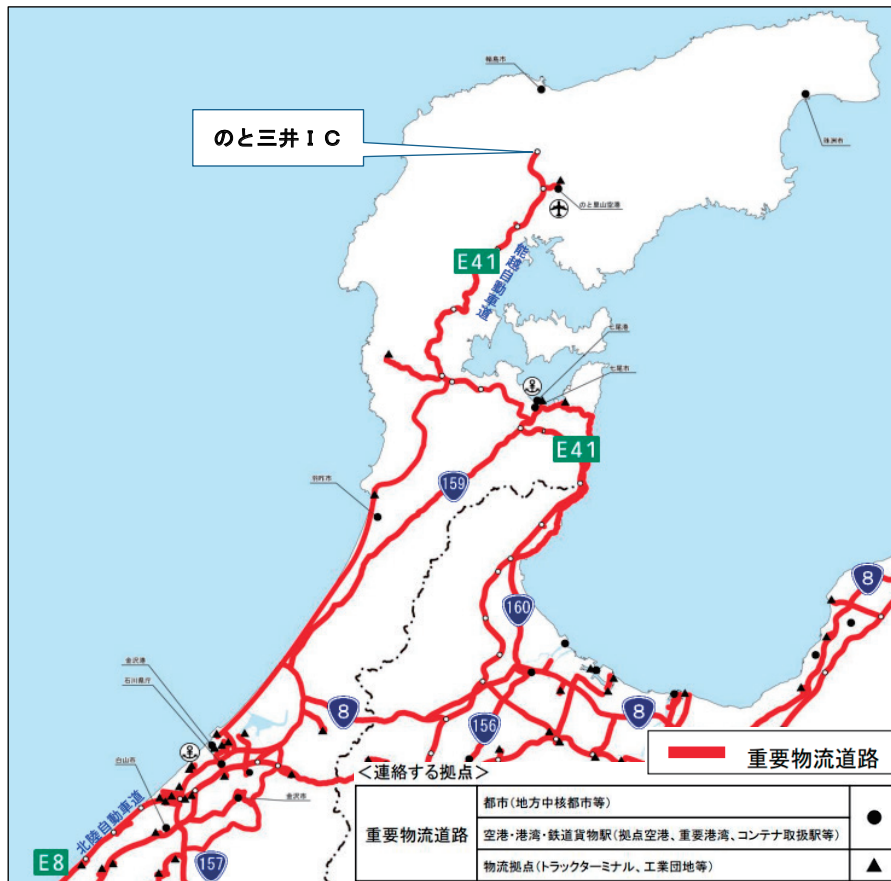 輪島市
珠洲市
のと三井IC
のと里山空港
E41
能越自動車道
七尾港
七尾市
E41
159
羽咋市
160
8
金沢港
石川県庁
8
156
8
白山市
金沢市
北陸自動車道
E8
157
重要物流道路
＜連絡する拠点＞
重要物流道路
都市(地方中核都市等)
●
空港・港湾・鉄道貨物駅(拠点空港、重要港湾、コンテナ取扱駅等)
物流拠点(トラックターミナル、工業団地等)
▲